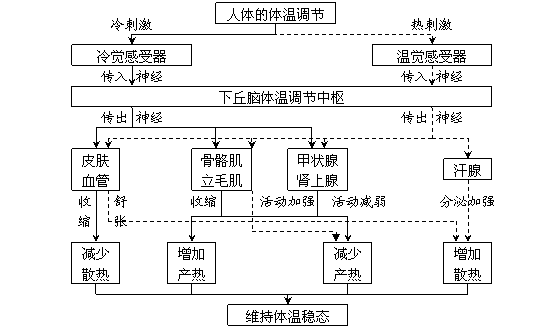 人体的体温调节
冷刺激
热刺激
冷觉感受器
温觉感受器
传入 神经
传入 神经
下丘脑体温调节中枢
传出 神经
传出 神经
皮肤
血管
骨骼肌
立毛肌
甲状腺
肾上腺
汗腺
收缩
舒张
收缩
活动加强
活动减弱
分泌加强
减少
散热
增加
产热
减少
产热
增加
散热
维持体温稳态